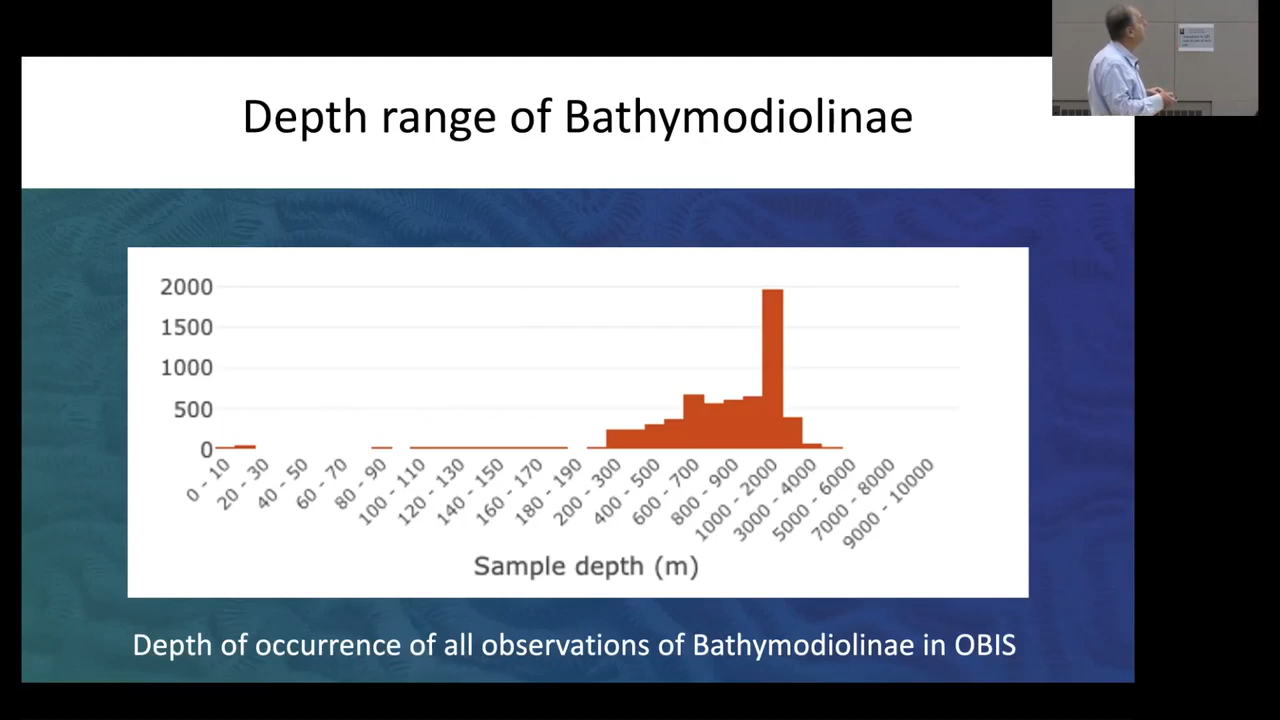 Depth range of Bathymodiolinae
2000
1500
1000
500
0
0 - 10
20 - 30
40 - 50
60 - 70
80 - 90
100 - 110
120 - 130
140 - 150
160 - 170
180 - 190
200 - 300
400 - 500
600 - 700
800 - 900
1000 - 2000
3000 - 4000
5000 - 6000
7000 - 8000
9000 - 10000
Sample depth (m)
Depth of occurrence of all observations of Bathymodiolinae in OBIS